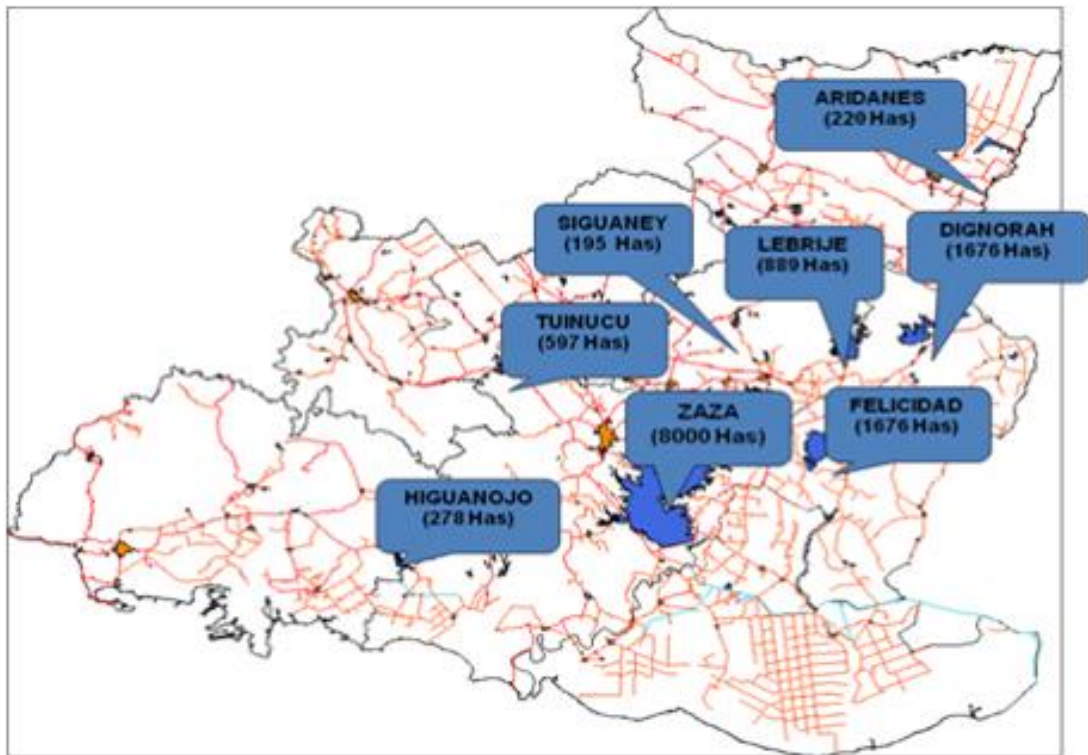 ARIDANES
(220 Has)
SIGUANEY
(195 Has)
LEBRIJE
(889 Has)
DIGNORAH
(1676 Has)
TUINUCU
(597 Has)
ZAZA
(8000 Has)
FELICIDAD
(1676 Has)
HIGUANOJO
(278 Has)